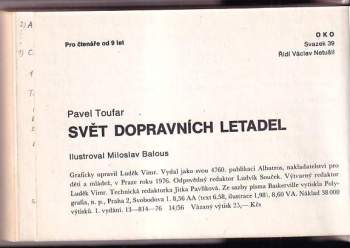 2) A
Pro čtenáře od 9 let
OKO
Svazek 39
Řídí Václav Netušil
Pavel Toufar
SVĚT DOPRAVNÍCH LETADEL
Ilustroval Miloslav Balous
Graficky upravil Luděk Vimr. Vydal jako svou 4760. publikaci Albatros, nakladatelství pro
děti a mládež, v Praze roku 1976. Odpovědný redaktor Luděk Souček. Výtvarný redaktor
Luděk Vimr. Technická redaktorka Jitka Pavlíková. Ze sazby písma Baskerville vytiskla Poly-
grafia, n. p., Praha 2, Svobodova 1. 8,56 AA (text 6,58, ilustrace 1,98), 8,60 VA. Náklad 38 000
výtisků. 1. vydání. 13—814—76 14/56 Vázaný výtisk 25,— Kčs